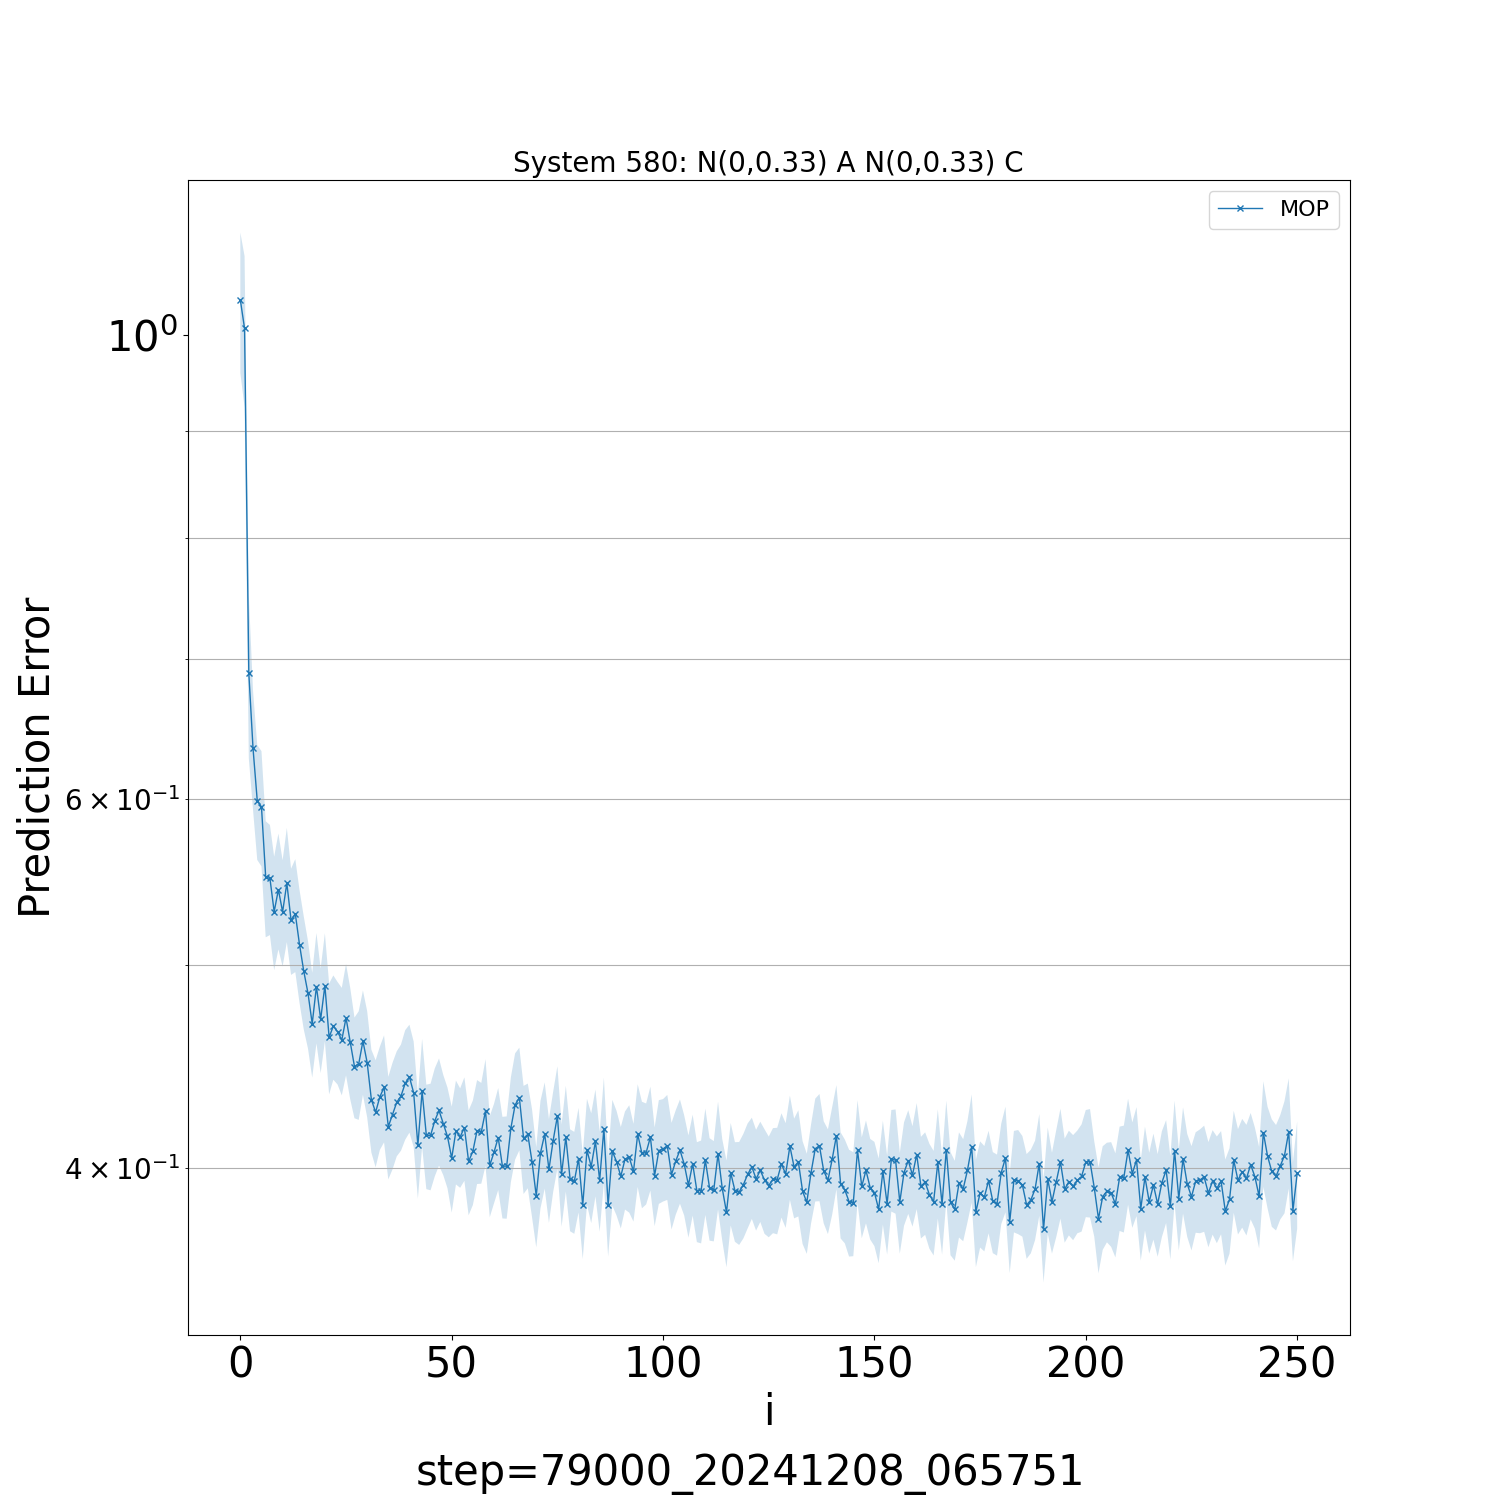 System 580: N(0,0.33) A N(0,0.33) C
MOP
10⁰
6 × 10⁻¹
4 × 10⁻¹
Prediction Error
0 50 100 150 200 250
i
step=79000_20241208_065751